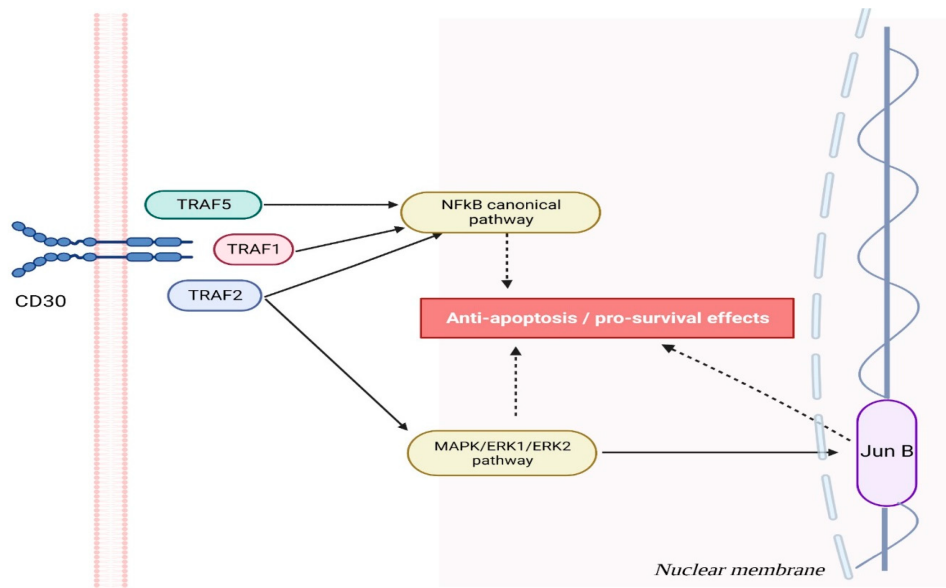 TRAF5
NFkB canonical
pathway
TRAF1
CD30
TRAF2
Anti-apoptosis / pro-survival effects
MAPK/ERK1/ERK2
pathway
Jun B
Nuclear membrane